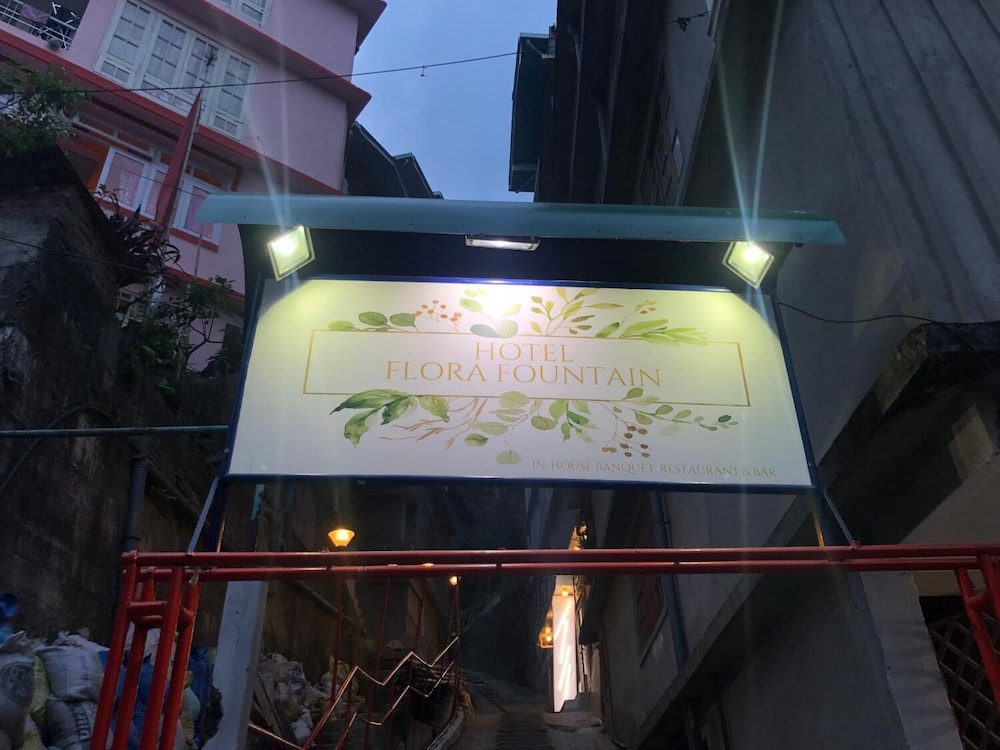 HOTEL
FLORA FOUNTAIN
IN-HOUSE BANQUET, RESTAURANT & BAR